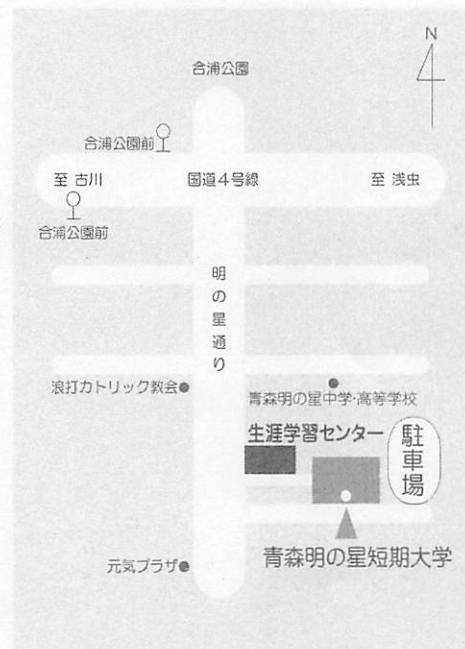 N
合浦公園
合浦公園前
至 古川
国道4号線
至 浅虫
合浦公園前
明の星通り
浪打カトリック教会
青森明の星中学・高等学校
生涯学習センター
駐車場
青森明の星短期大学
元気プラザ